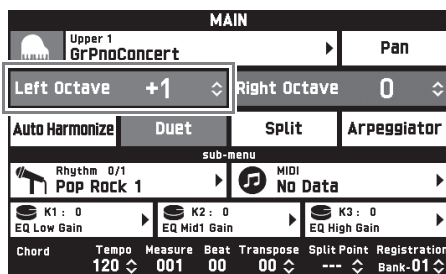 MAIN
Upper 1
GrPnoConcert
Pan
Left Octave +1 Right Octave 0
Auto Harmonize Duet Split Arpeggiator
sub-menu
Rhythm 0/1 MIDI
Pop Rock 1 No Data
K1 : 0 K2 : 0 K3 : 0
EQ Low Gain EQ Mid1 Gain EQ High Gain
Chord Tempo Measure Beat Transpose Split Point Registration
120 001 00 00 --- Bank-01